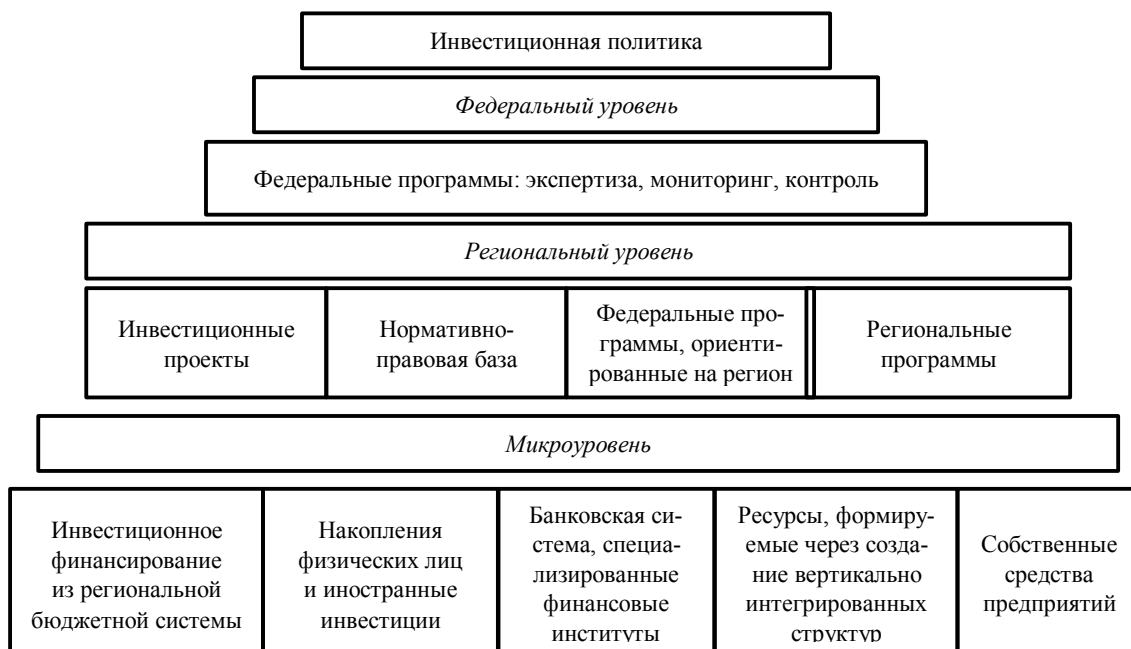 Инвестиционная политика
Федеральный уровень
Федеральные программы: экспертиза, мониторинг, контроль
Региональный уровень
Инвестиционные
проекты
Нормативно-
правовая база
Федеральные про-
граммы, ориенти-
рованные на регион
Региональные
программы
Микроуровень
Инвестиционное
финансирование
из региональной
бюджетной системы
Накопления
физических лиц
и иностранные
инвестиции
Банковская си-
стема, специа-
лизированные
финансовые
институты
Ресурсы, формиру-
емые через созда-
ние вертикально
интегрированных
структур
Собственные
средства
предприятий